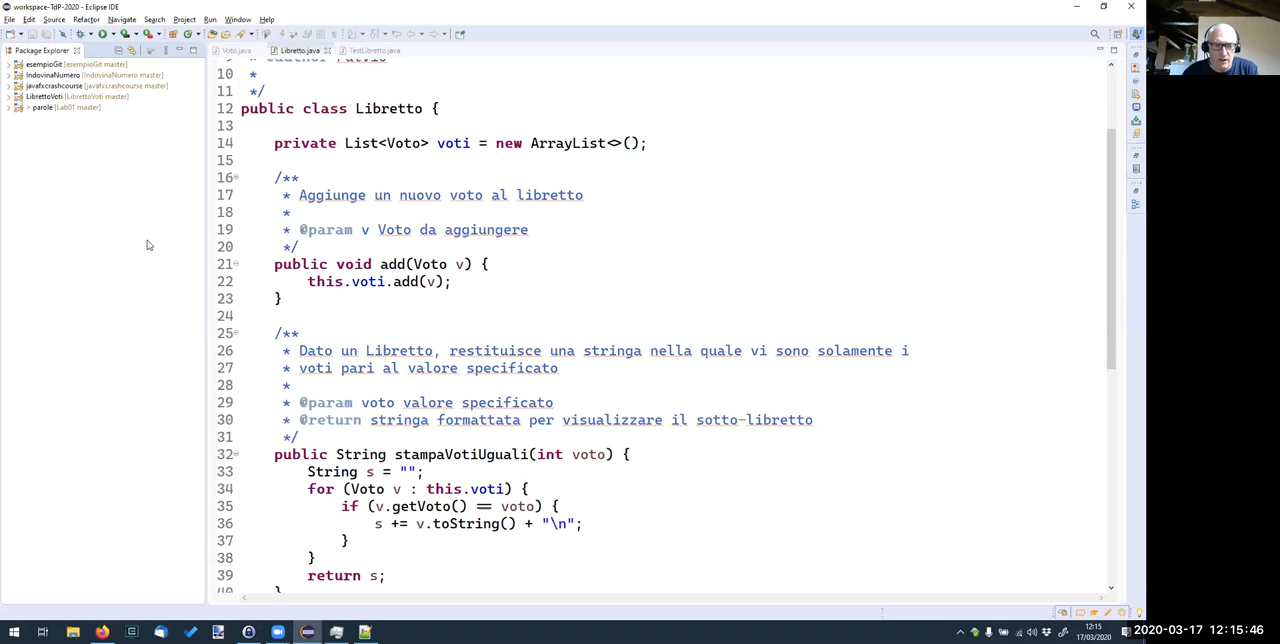 workspace-TdP-2020 - Eclipse IDE
File Edit Source Refactor Navigate Search Project Run Window Help
Package Explorer
Voto.java Libretto.java TestLibretto.java
esempioGit [esempioGit master]
IndovinaNumero [IndovinaNumero master]
javafxcrashcourse [javafxcrashcourse master]
LibrettoVoti [LibrettoVoti master]
> parole [Lab01 master]
10 *
11 */
12 public class Libretto {
13
14 private List<Voto> voti = new ArrayList<>();
15
16 /**
17 * Aggiunge un nuovo voto al libretto
18 *
19 * @param v Voto da aggiungere
20 */
21 public void add(Voto v) {
22 this.voti.add(v);
23 }
24
25 /**
26 * Dato un Libretto, restituisce una stringa nella quale vi sono solamente i
27 * voti pari al valore specificato
28 *
29 * @param voto valore specificato
30 * @return stringa formattata per visualizzare il sotto-libretto
31 */
32 public String stampaVotiUguali(int voto) {
33 String s = "";
34 for (Voto v : this.voti) {
35 if (v.getVoto() == voto) {
36 s += v.toString() + "\n";
37 }
38 }
39 return s;
40 }
12:15
17/03/2020
2020-03-17 12:15:46